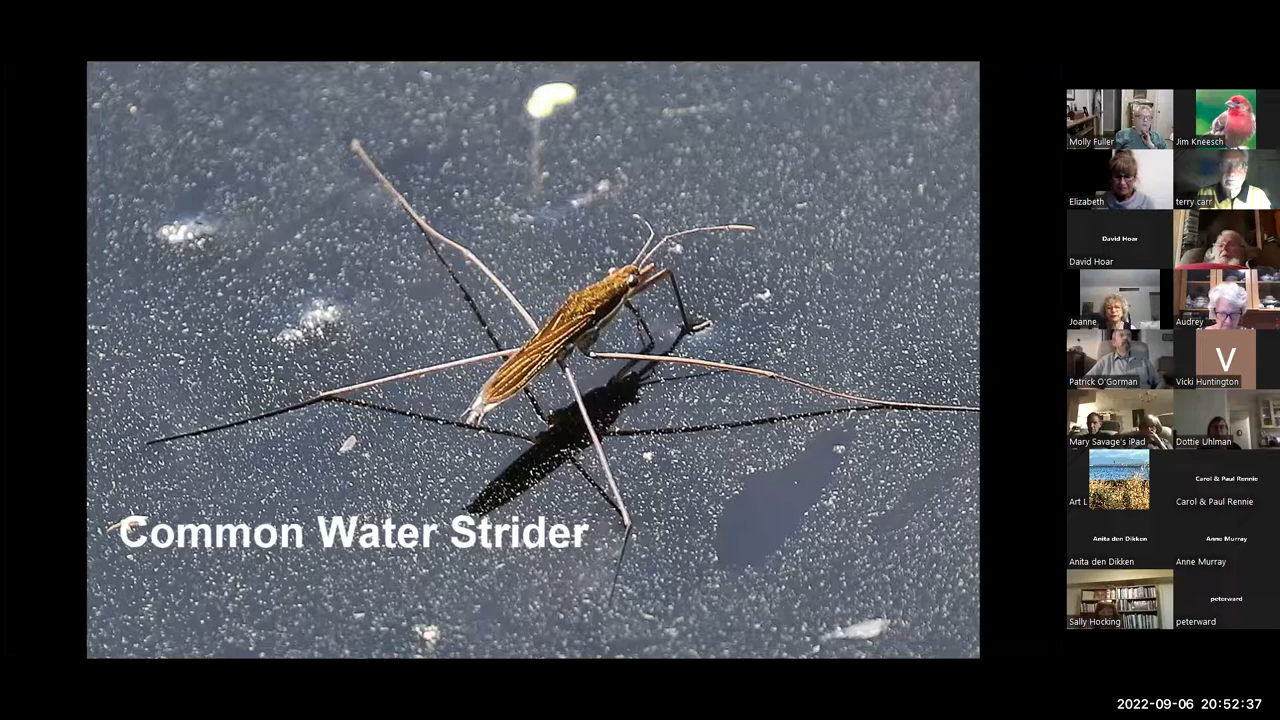 Common Water Strider
Molly Fuller
Jim Kneesch
Elizabeth
terry carr
David Hoar
David Hoar
Joanne
Audrey
Patrick O'Gorman
V
Vicki Huntington
Mary Savage's iPad
Dottie Uhlman
Art L
Carol & Paul Rennie
Carol & Paul Rennie
Anita den Dikken
Anne Murray
Anita den Dikken
Anne Murray
Sally Hocking
peterward
peterward
2022-09-06 20:52:37